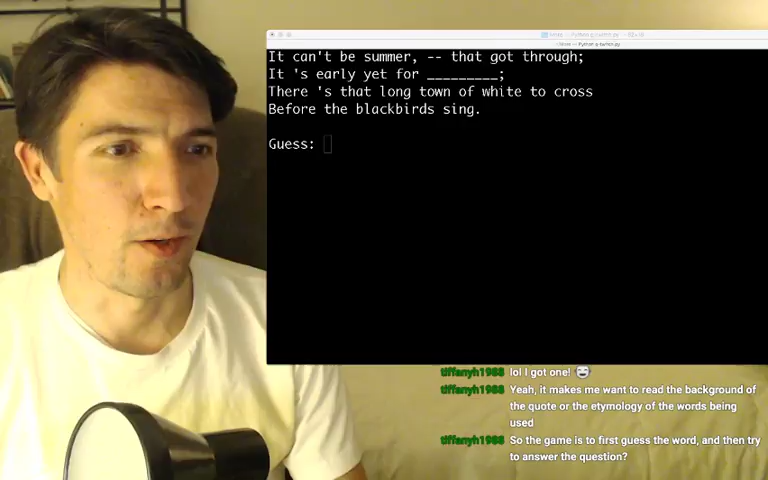 It can't be summer, -- that got through;
It 's early yet for _________;
There 's that long town of white to cross
Before the blackbirds sing.
Guess:
tiffanyh1988 lol I got one!
tiffanyh1988 Yeah, it makes me want to read the background of
the quote or the etymology of the words being
used
tiffanyh1988 So the game is to first guess the word, and then try
to answer the question?